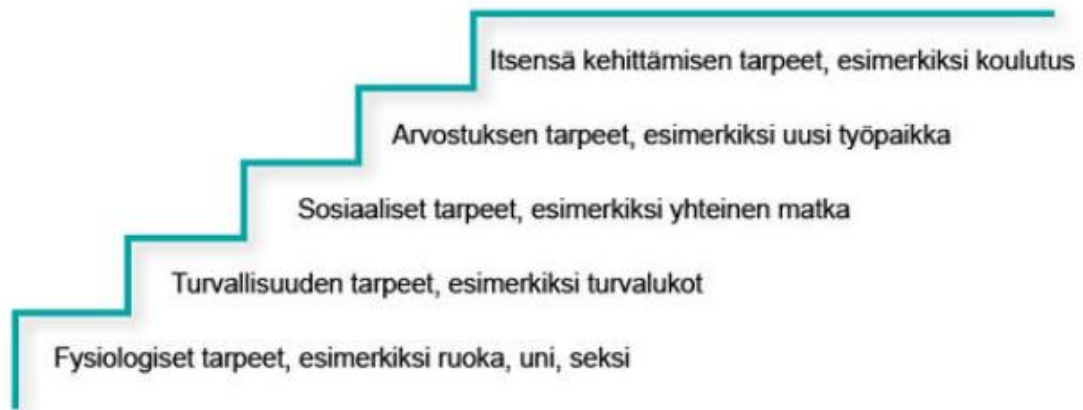 Itsensä kehittämisen tarpeet, esimerkiksi koulutus
Arvostuksen tarpeet, esimerkiksi uusi työpaikka
Sosiaaliset tarpeet, esimerkiksi yhteinen matka
Turvallisuuden tarpeet, esimerkiksi turvalukot
Fysiologiset tarpeet, esimerkiksi ruoka, uni, seksi